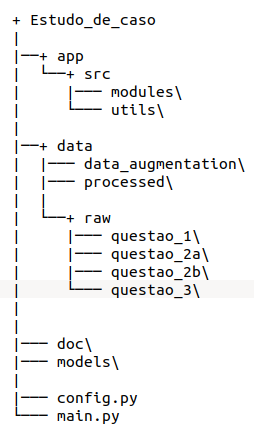 + Estudo_de_caso
|
|──+ app
|  └──+ src
|     |─── modules\
|     └─── utils\
|
|──+ data
|  |─── data_augmentation\
|  |─── processed\
|  |
|  └──+ raw
|     |─── questao_1\
|     |─── questao_2a\
|     |─── questao_2b\
|     └─── questao_3\
|
|
|─── doc\
|─── models\
|
|─── config.py
└─── main.py